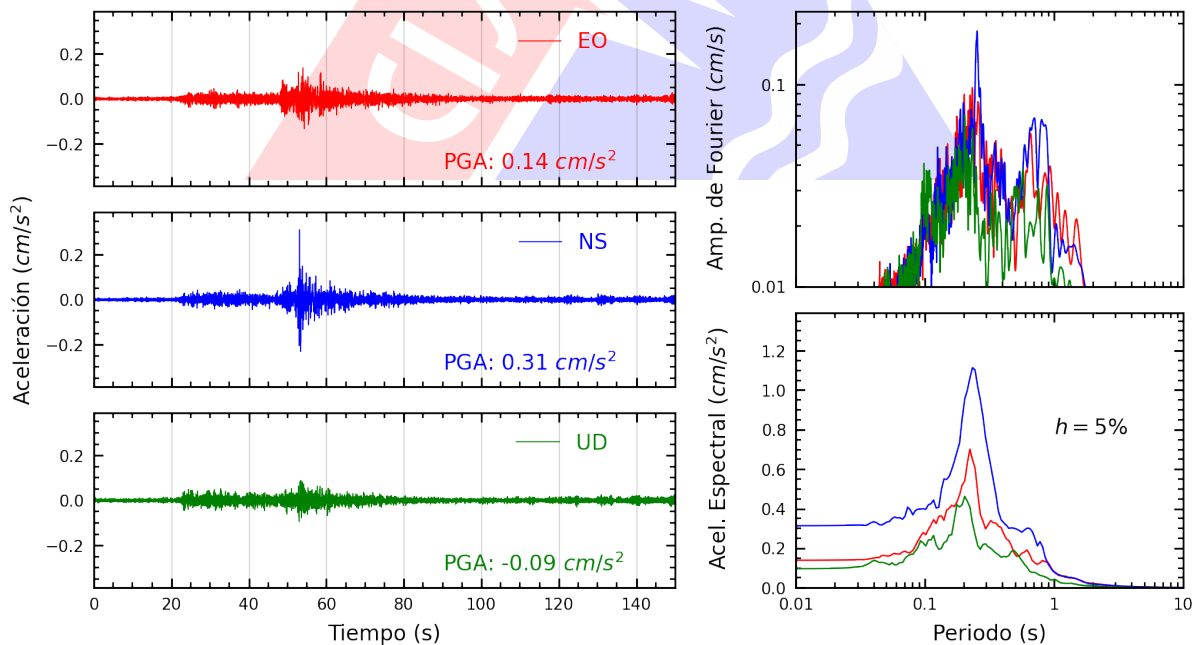 Aceleración (cm/s²)
0.2
0.0
−0.2
EO
PGA: 0.14 cm/s²
0.2
0.0
−0.2
NS
PGA: 0.31 cm/s²
0.2
0.0
−0.2
UD
PGA: -0.09 cm/s²
0 20 40 60 80 100 120 140
Tiempo (s)
Amp. de Fourier (cm/s)
0.1
0.01
Acel. Espectral (cm/s²)
1.2
1.0
0.8
0.6
0.4
0.2
0.0
h = 5%
0.01 0.1 1 10
Periodo (s)